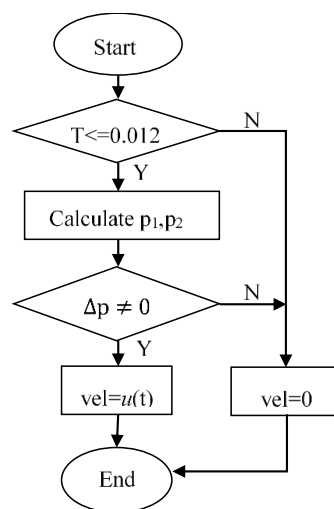 Start
T<=0.012
N
Y
Calculate p₁,p₂
Δp ≠ 0
N
Y
vel=u(t)
vel=0
End